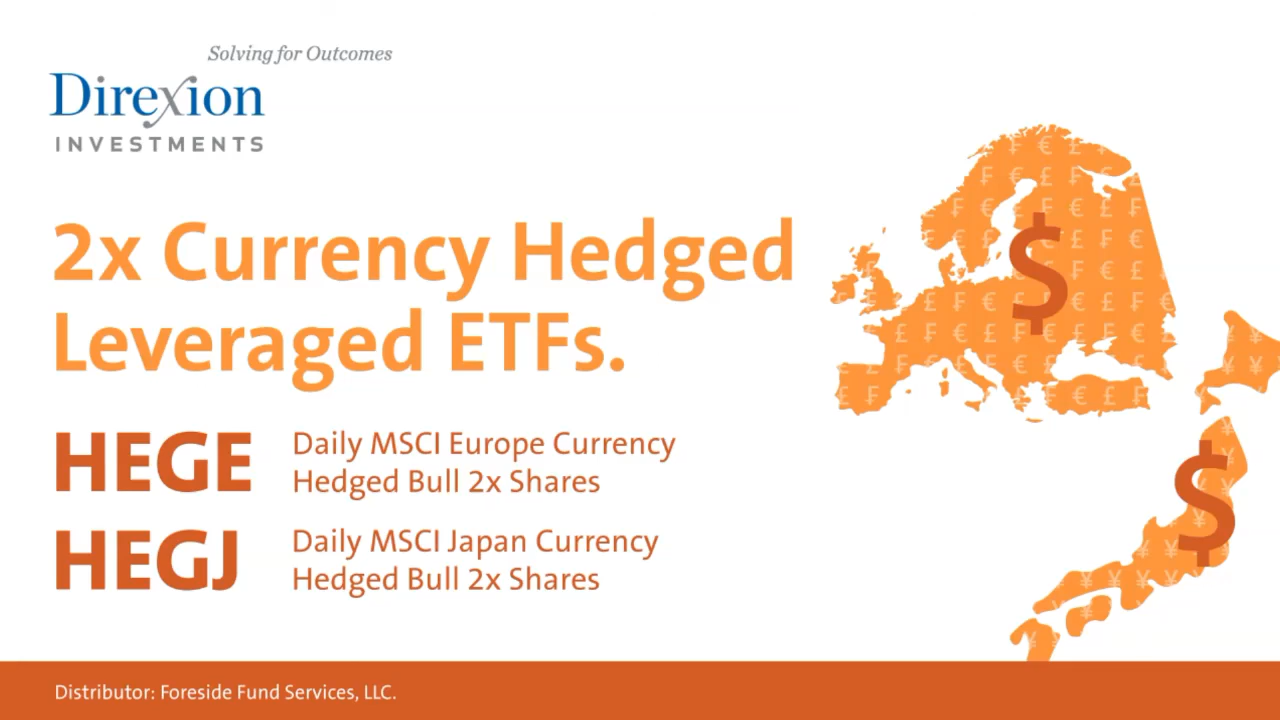 Solving for Outcomes
Direxion
INVESTMENTS
2x Currency Hedged
Leveraged ETFs.
HEGE
Daily MSCI Europe Currency
Hedged Bull 2x Shares
HEGJ
Daily MSCI Japan Currency
Hedged Bull 2x Shares
$
$
Distributor: Foreside Fund Services, LLC.